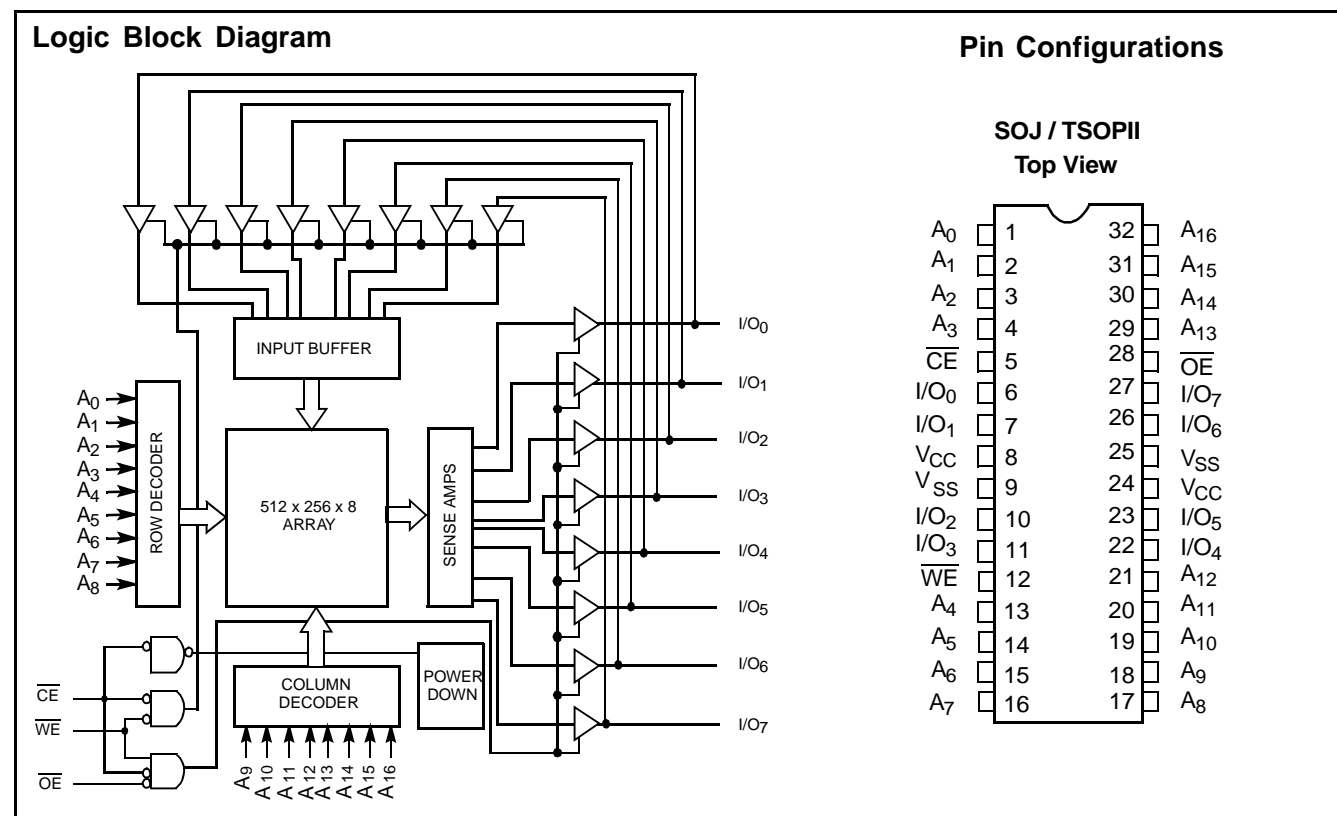 Logic Block Diagram
INPUT BUFFER
A0
A1
A2
A3
A4
A5
A6
A7
A8
ROW DECODER
512 x 256 x 8
ARRAY
SENSE AMPS
I/O0
I/O1
I/O2
I/O3
I/O4
I/O5
I/O6
I/O7
CE
WE
OE
COLUMN
DECODER
POWER
DOWN
A9
A10
A11
A12
A13
A14
A15
A16
Pin Configurations
SOJ / TSOPII
Top View
A0 1 32 A16
A1 2 31 A15
A2 3 30 A14
A3 4 29 A13
CE 5 28 OE
I/O0 6 27 I/O7
I/O1 7 26 I/O6
VCC 8 25 VSS
VSS 9 24 VCC
I/O2 10 23 I/O5
I/O3 11 22 I/O4
WE 12 21 A12
A4 13 20 A11
A5 14 19 A10
A6 15 18 A9
A7 16 17 A8